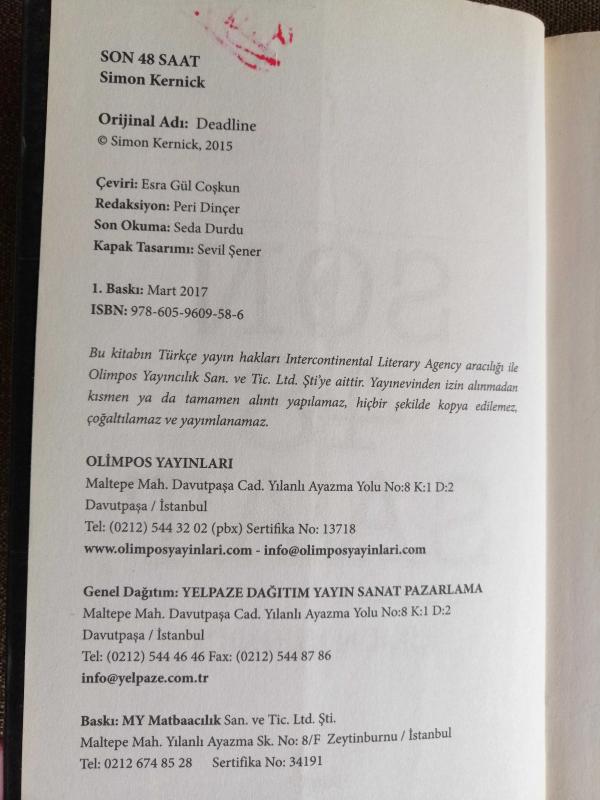 SON 48 SAAT
Simon Kernick
Orijinal Adı: Deadline
© Simon Kernick, 2015
Çeviri: Esra Gül Coşkun
Redaksiyon: Peri Dinçer
Son Okuma: Seda Durdu
Kapak Tasarımı: Sevil Şener
1. Baskı: Mart 2017
ISBN: 978-605-9609-58-6
Bu kitabın Türkçe yayın hakları Intercontinental Literary Agency aracılığı ile
Olimpos Yayıncılık San. ve Tic. Ltd. Şti'ye aittir. Yayınevinden izin alınmadan
kısmen ya da tamamen alıntı yapılamaz, hiçbir şekilde kopya edilemez,
çoğaltılamaz ve yayımlanamaz.
OLİMPOS YAYINLARI
Maltepe Mah. Davutpaşa Cad. Yılanlı Ayazma Yolu No:8 K:1 D:2
Davutpaşa / İstanbul
Tel: (0212) 544 32 02 (pbx) Sertifika No: 13718
www.olimposyayinlari.com - info@olimposyayinlari.com
Genel Dağıtım: YELPAZE DAĞITIM YAYIN SANAT PAZARLAMA
Maltepe Mah. Davutpaşa Cad. Yılanlı Ayazma Yolu No:8 K:1 D:2
Davutpaşa / İstanbul
Tel: (0212) 544 46 46 Fax: (0212) 544 87 86
info@yelpaze.com.tr
Baskı: MY Matbaacılık San. ve Tic. Ltd. Şti.
Maltepe Mah. Yılanlı Ayazma Sk. No: 8/F Zeytinburnu / İstanbul
Tel: 0212 674 85 28 Sertifika No: 34191